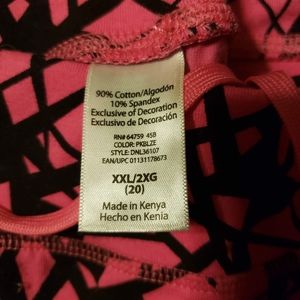 90% Cotton/Algodón
10% Spandex
Exclusive of Decoration
Exclusivo de Decoración
RN# 64759 45B
COLOR: PKBLZE
STYLE: DNL36107
EAN/UPC 01131178673
XXL/2XG
(20)
Made in Kenya
Hecho en Kenia